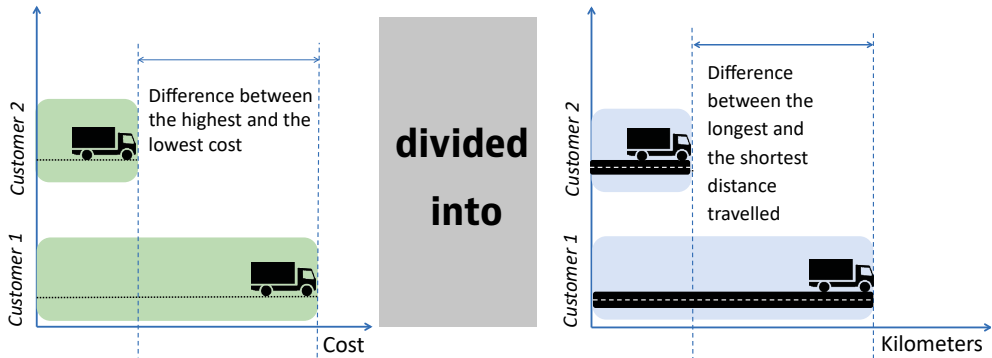 Customer 2
Difference between
the highest and the
lowest cost
Customer 1
Cost
divided
into
Customer 2
Difference
between the
longest and
the shortest
distance
travelled
Customer 1
Kilometers